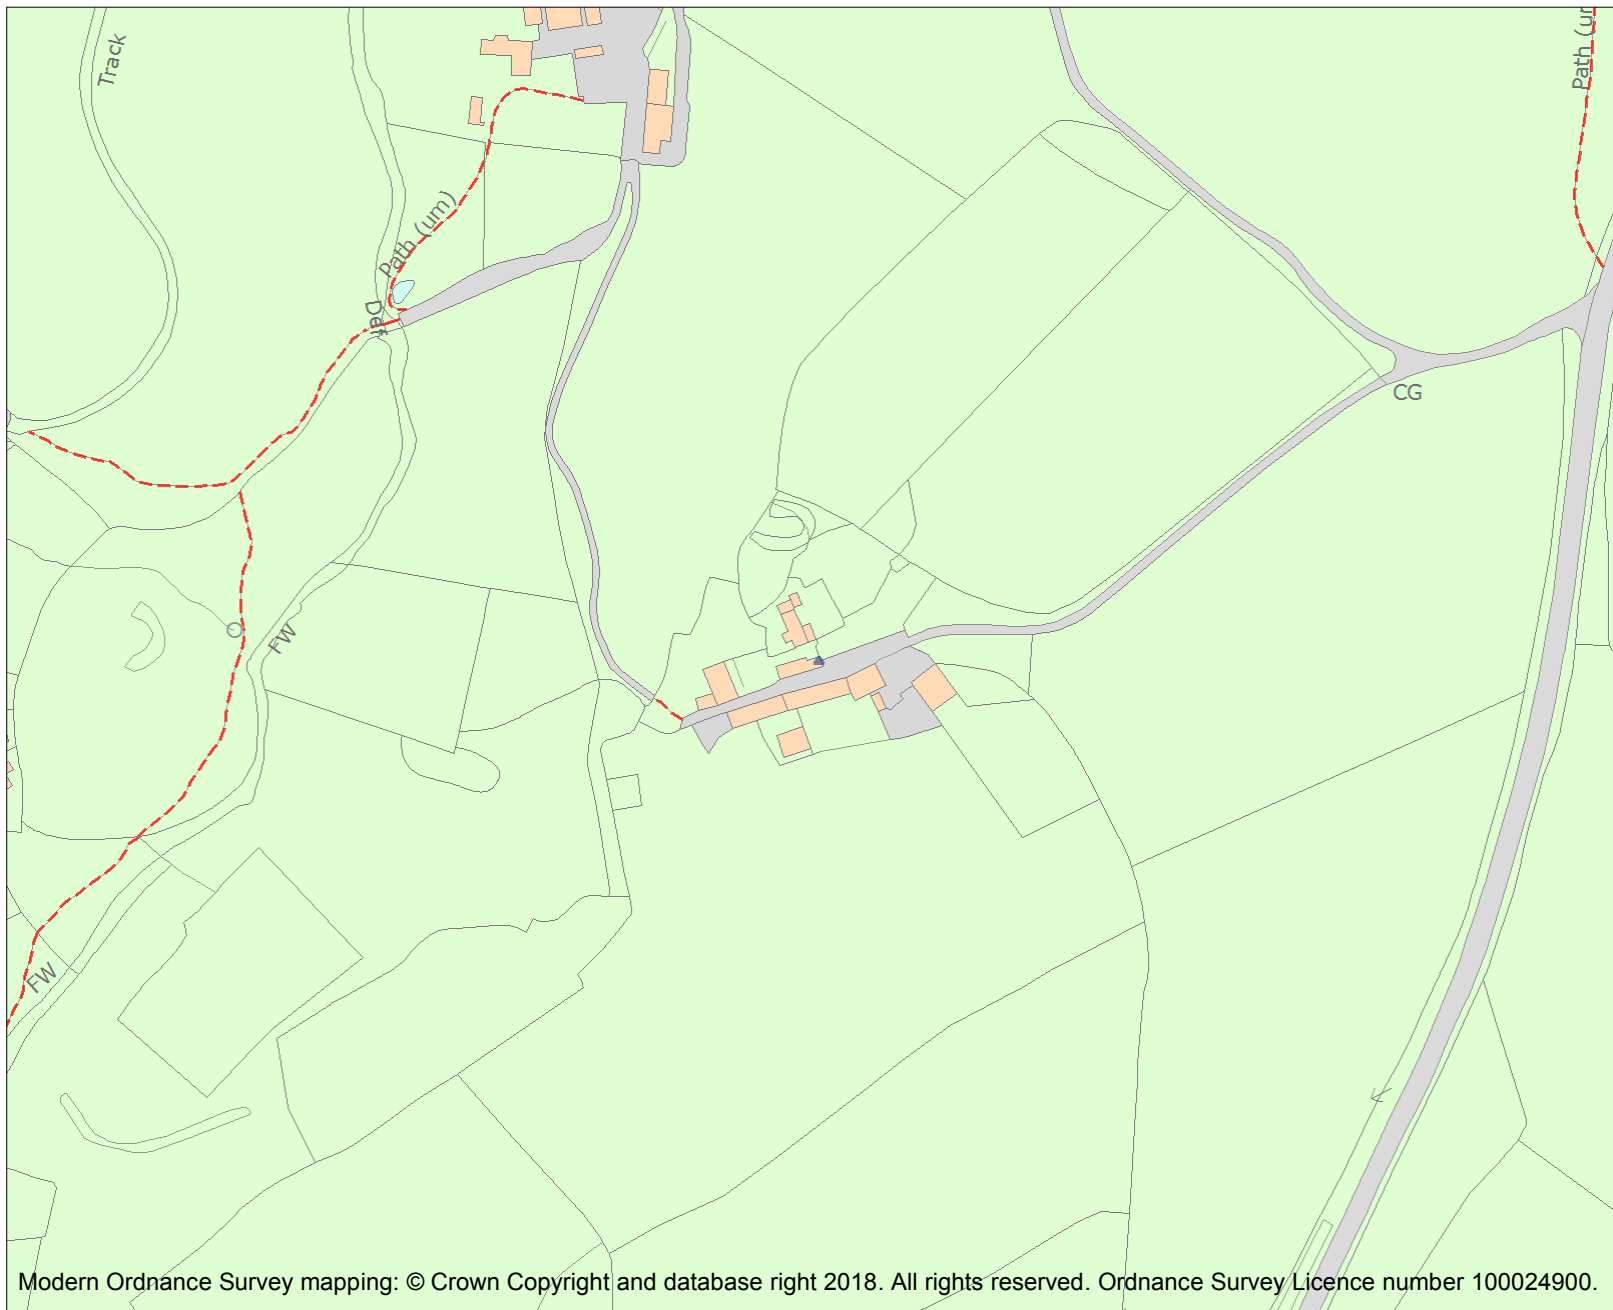 Track
Path (um)
Path (um)
Def
CG
FW
FW
Modern Ordnance Survey mapping: © Crown Copyright and database right 2018. All rights reserved. Ordnance Survey Licence number 100024900.